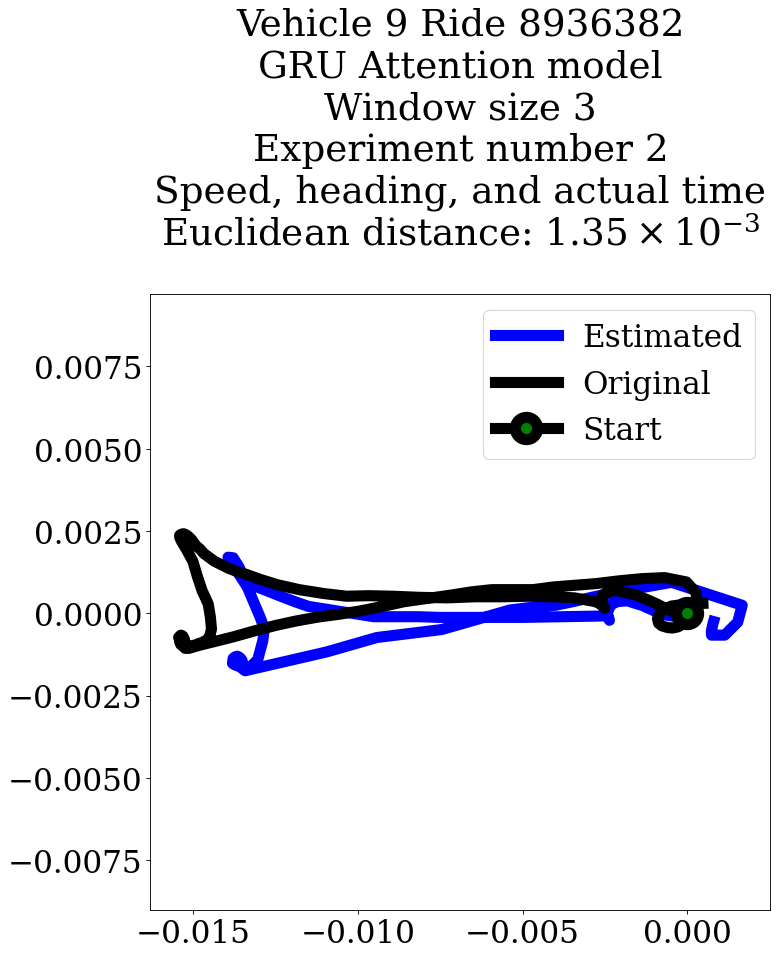 Vehicle 9 Ride 8936382
GRU Attention model
Window size 3
Experiment number 2
Speed, heading, and actual time
Euclidean distance: 1.35 × 10⁻³
Estimated
Original
Start
0.0075
0.0050
0.0025
0.0000
−0.0025
−0.0050
−0.0075
−0.015 −0.010 −0.005 0.000